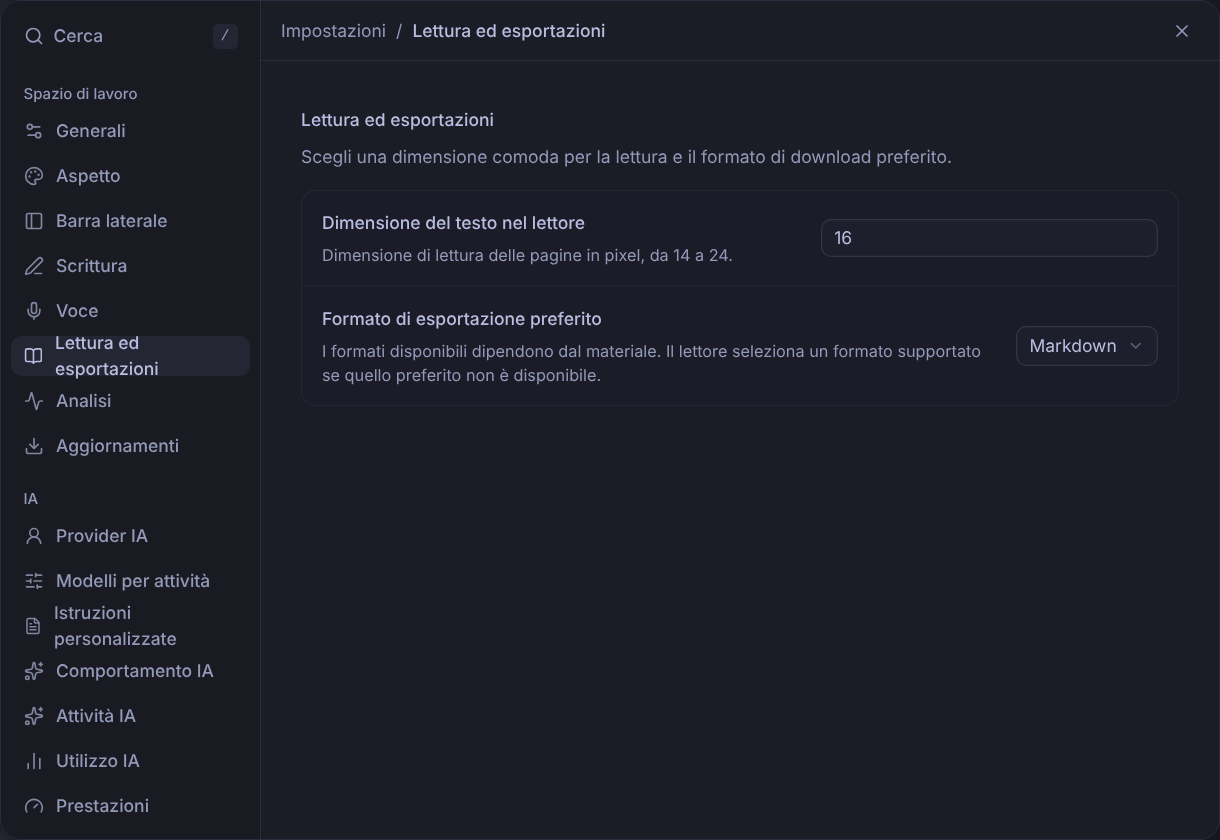 Cerca
/
Spazio di lavoro
Generali
Aspetto
Barra laterale
Scrittura
Voce
Lettura ed
esportazioni
Analisi
Aggiornamenti
IA
Provider IA
Modelli per attività
Istruzioni
personalizzate
Comportamento IA
Attività IA
Utilizzo IA
Prestazioni
Impostazioni / Lettura ed esportazioni
Lettura ed esportazioni
Scegli una dimensione comoda per la lettura e il formato di download preferito.
Dimensione del testo nel lettore
Dimensione di lettura delle pagine in pixel, da 14 a 24.
16
Formato di esportazione preferito
I formati disponibili dipendono dal materiale. Il lettore seleziona un formato supportato
se quello preferito non è disponibile.
Markdown